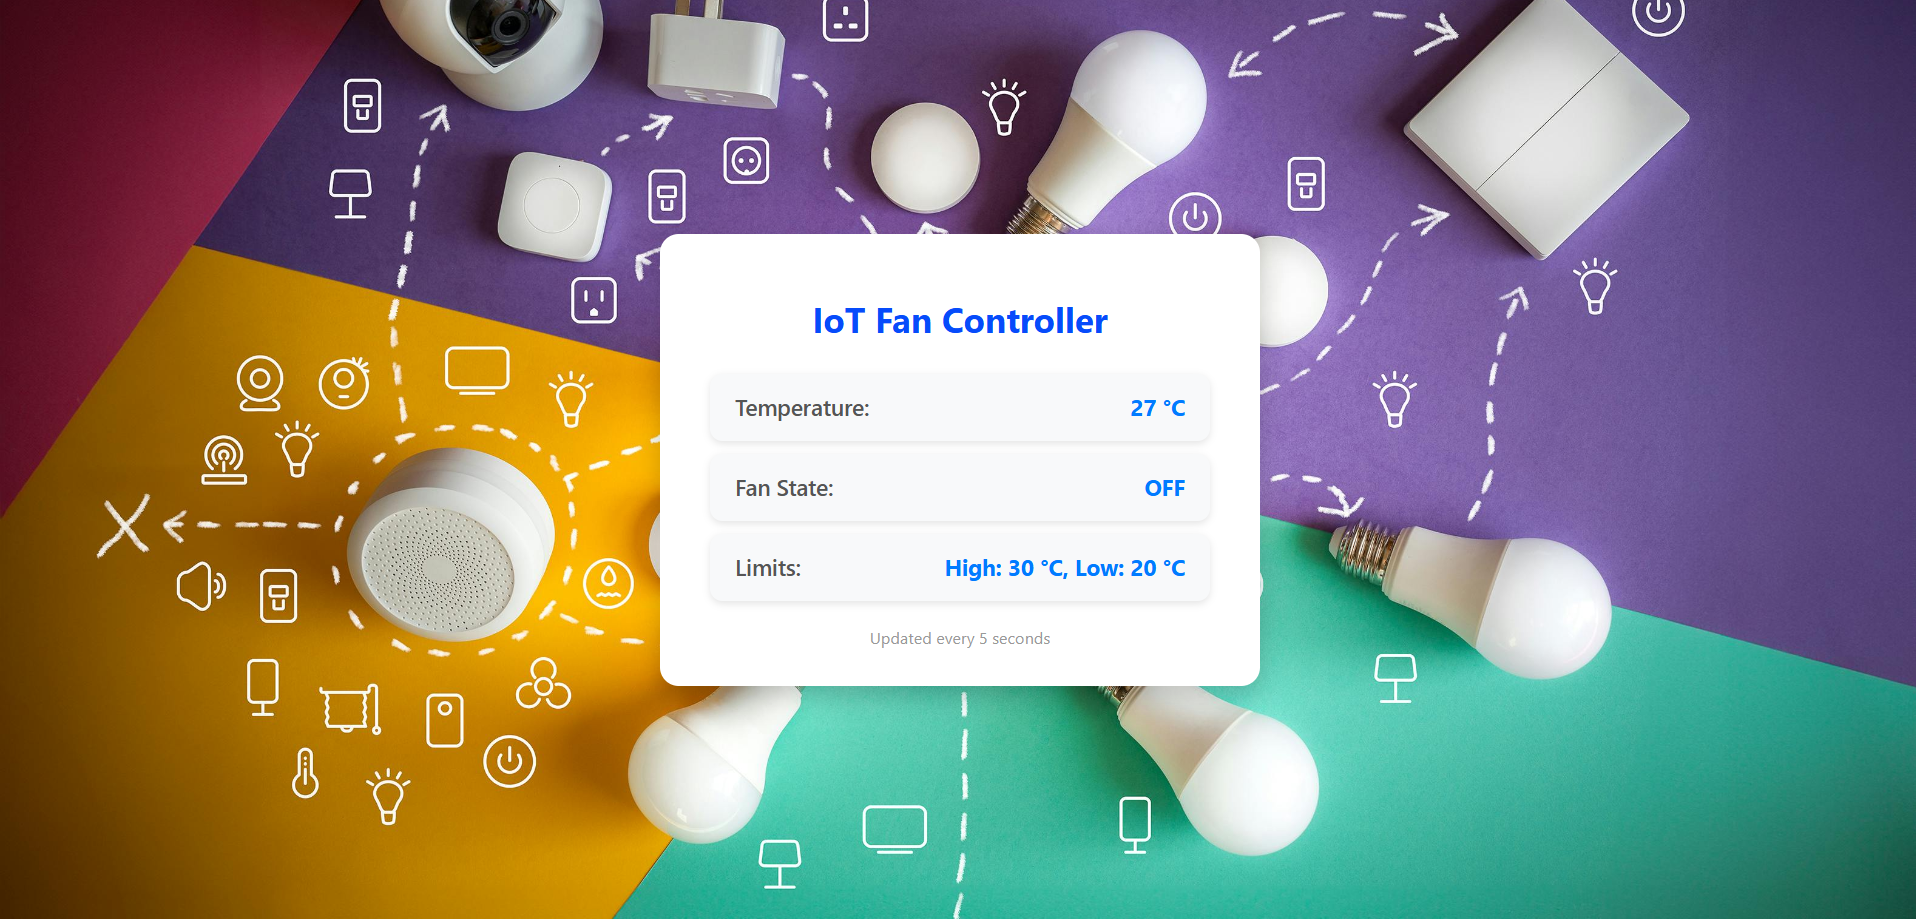 IoT Fan Controller
Temperature: 27 °C
Fan State: OFF
Limits: High: 30 °C, Low: 20 °C
Updated every 5 seconds